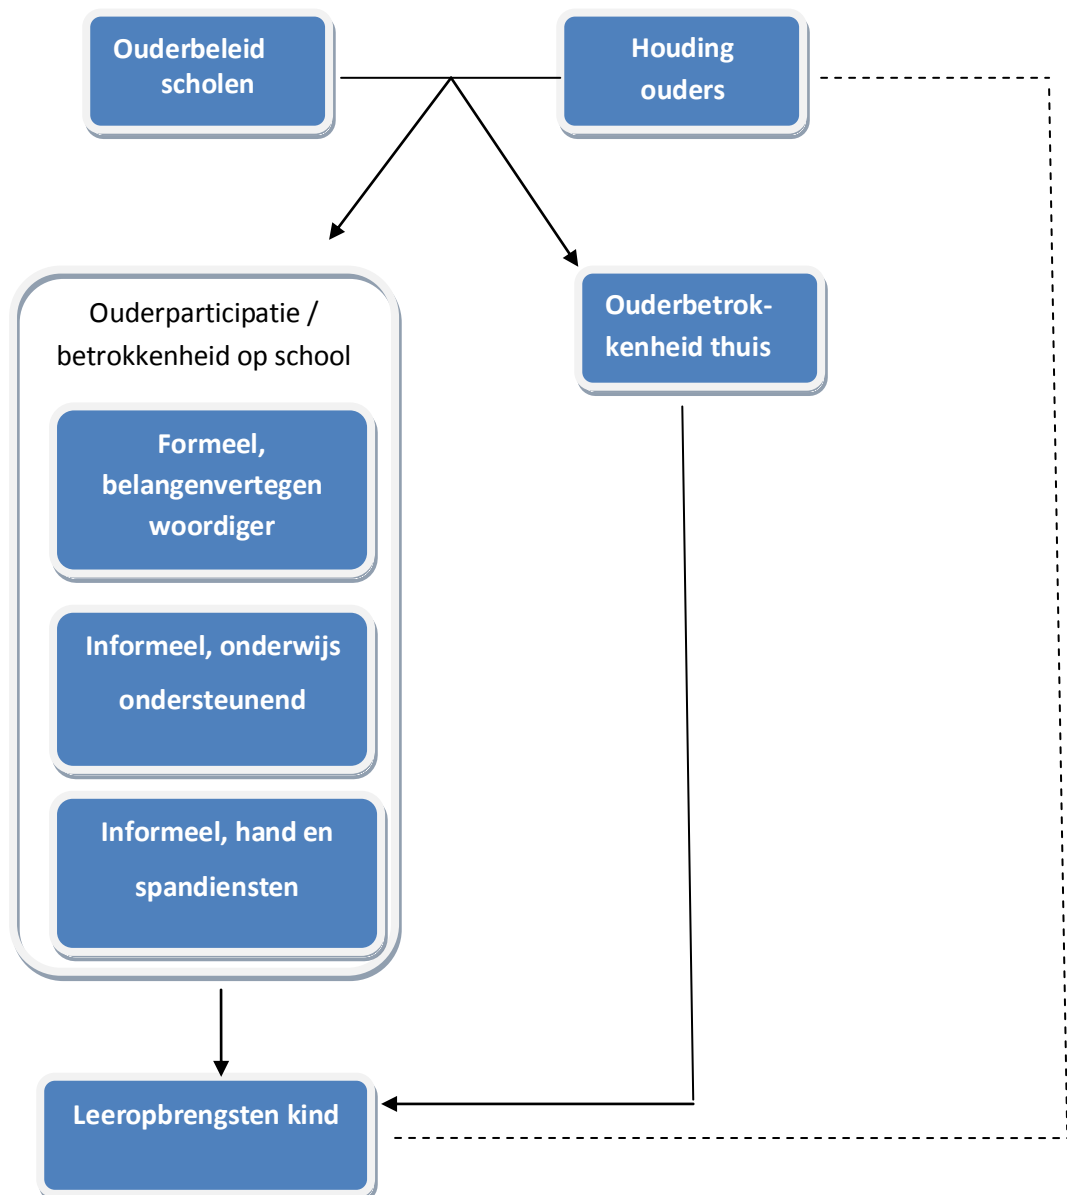 Ouderbeleid
scholen
Houding
ouders
Ouderparticipatie /
betrokkenheid op school
Ouderbetrok-
kenheid thuis
Formeel,
belangenvertegen
woordiger
Informeel, onderwijs
ondersteunend
Informeel, hand en
spandiensten
Leeropbrengsten kind